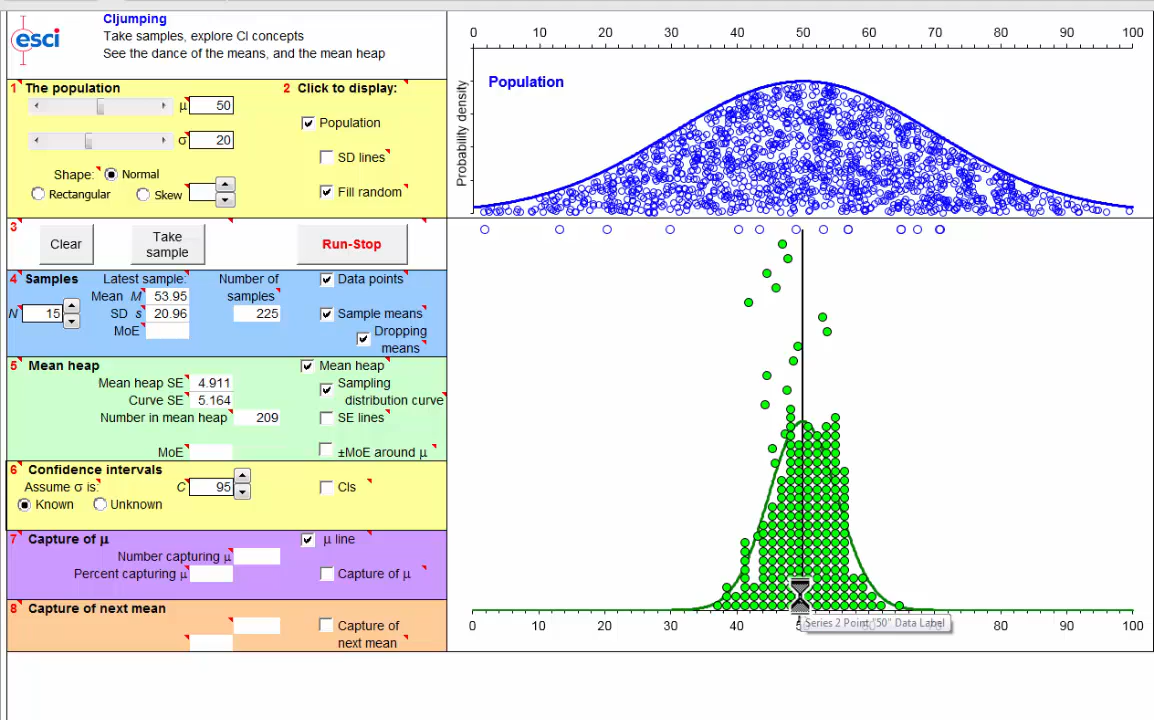 esci
CIjumping
Take samples, explore CI concepts
See the dance of the means, and the mean heap
1 The population
μ 50
σ 20
Shape: Normal
Rectangular Skew
2 Click to display:
Population
SD lines
Fill random
3
Clear
Take
sample
Run-Stop
4 Samples
Latest sample:
Number of
samples
Mean M 53.95
N 15
SD s 20.96
225
MoE
Data points
Sample means
Dropping
means
5 Mean heap
Mean heap SE 4.911
Curve SE 5.164
Number in mean heap 209
MoE
Mean heap
Sampling
distribution curve
SE lines
±MoE around μ
6 Confidence intervals
Assume σ is: C 95
Known Unknown
CIs
7 Capture of μ
Number capturing μ
Percent capturing μ
μ line
Capture of μ
8 Capture of next mean
Capture of
next mean
0 10 20 30 40 50 60 70 80 90 100
Probability density
Population
0 10 20 30 40 50 60 70 80 90 100
Series 2 Point "50" Data Label